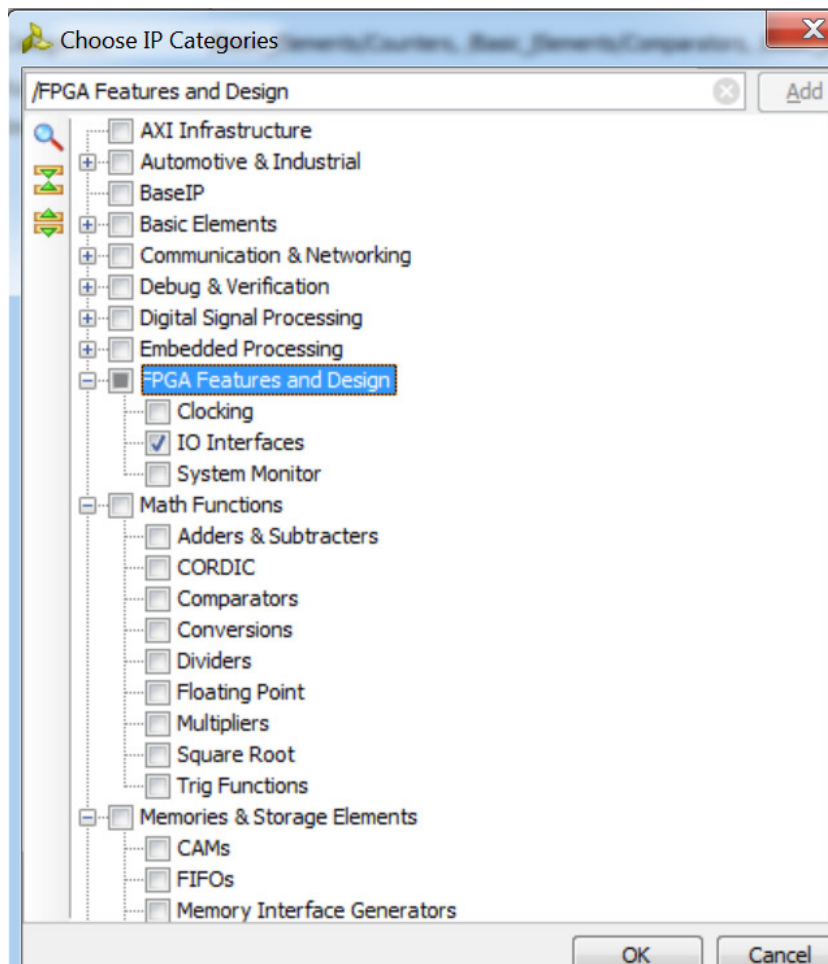 Choose IP Categories
/FPGA Features and Design
Add
AXI Infrastructure
Automotive & Industrial
BaseIP
Basic Elements
Communication & Networking
Debug & Verification
Digital Signal Processing
Embedded Processing
FPGA Features and Design
Clocking
IO Interfaces
System Monitor
Math Functions
Adders & Subtracters
CORDIC
Comparators
Conversions
Dividers
Floating Point
Multipliers
Square Root
Trig Functions
Memories & Storage Elements
CAMs
FIFOs
Memory Interface Generators
OK
Cancel